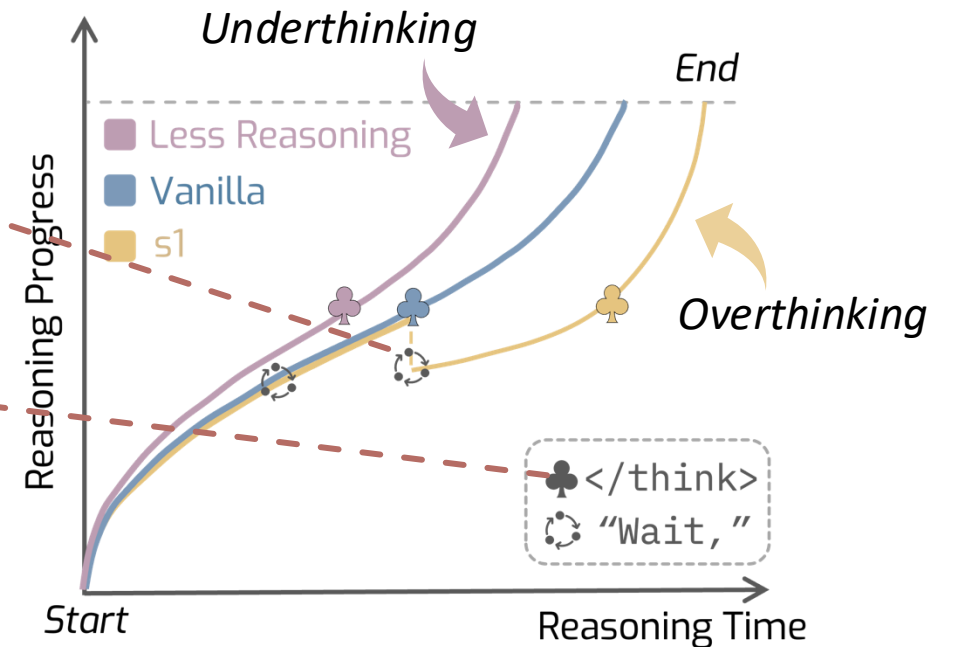 Underthinking
End
Less Reasoning
Vanilla
s1
Reasoning Progress
Overthinking
</think>
“Wait,”
Start
Reasoning Time